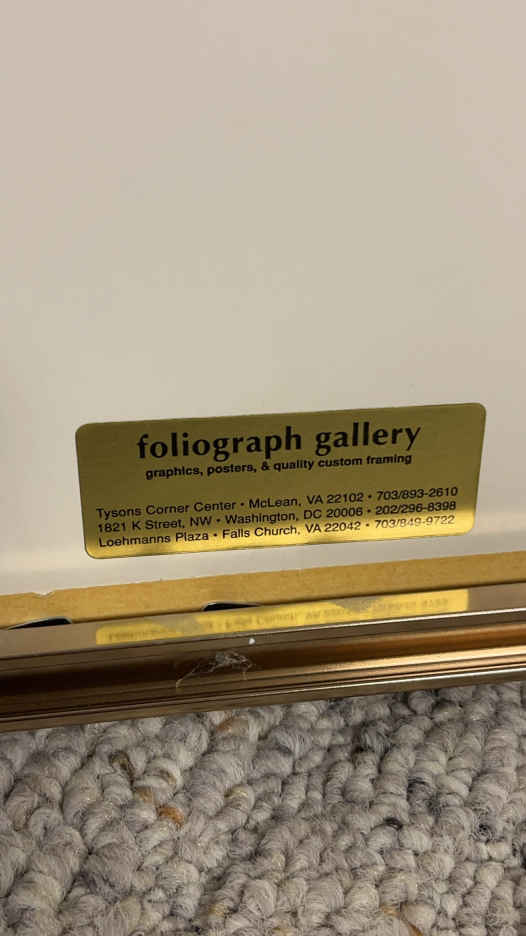 foliograph gallery
graphics, posters, & quality custom framing
Tysons Corner Center • McLean, VA 22102 • 703/893-2610
1821 K Street, NW • Washington, DC 20006 • 202/296-8398
Loehmanns Plaza • Falls Church, VA 22042 • 703/849-9722